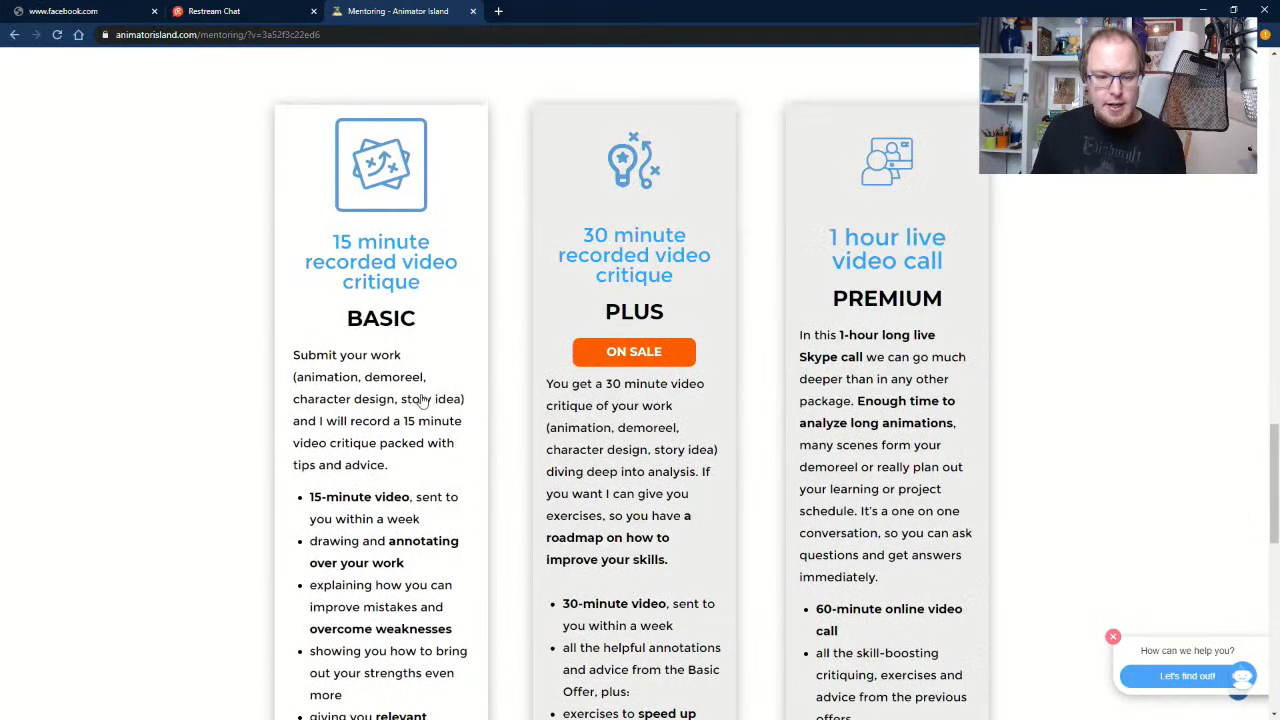 www.facebook.com
Restream Chat
Mentoring - Animator Island
animatorisland.com/mentoring/?v=3a52f3c22ed6
15 minute
recorded video
critique
BASIC
Submit your work
(animation, demoreel,
character design, story idea)
and I will record a 15 minute
video critique packed with
tips and advice.
15-minute video, sent to
you within a week
drawing and annotating
over your work
explaining how you can
improve mistakes and
overcome weaknesses
showing you how to bring
out your strengths even
more
giving you relevant
30 minute
recorded video
critique
PLUS
ON SALE
You get a 30 minute video
critique of your work
(animation, demoreel,
character design, story idea)
diving deep into analysis. If
you want I can give you
exercises, so you have a
roadmap on how to
improve your skills.
30-minute video, sent to
you within a week
all the helpful annotations
and advice from the Basic
Offer, plus:
exercises to speed up
1 hour live
video call
PREMIUM
In this 1-hour long live
Skype call we can go much
deeper than in any other
package. Enough time to
analyze long animations,
many scenes form your
demoreel or really plan out
your learning or project
schedule. It's a one on one
conversation, so you can ask
questions and get answers
immediately.
60-minute online video
call
all the skill-boosting
critiquing, exercises and
advice from the previous
offers
How can we help you?
Let's find out!
Edinburgh